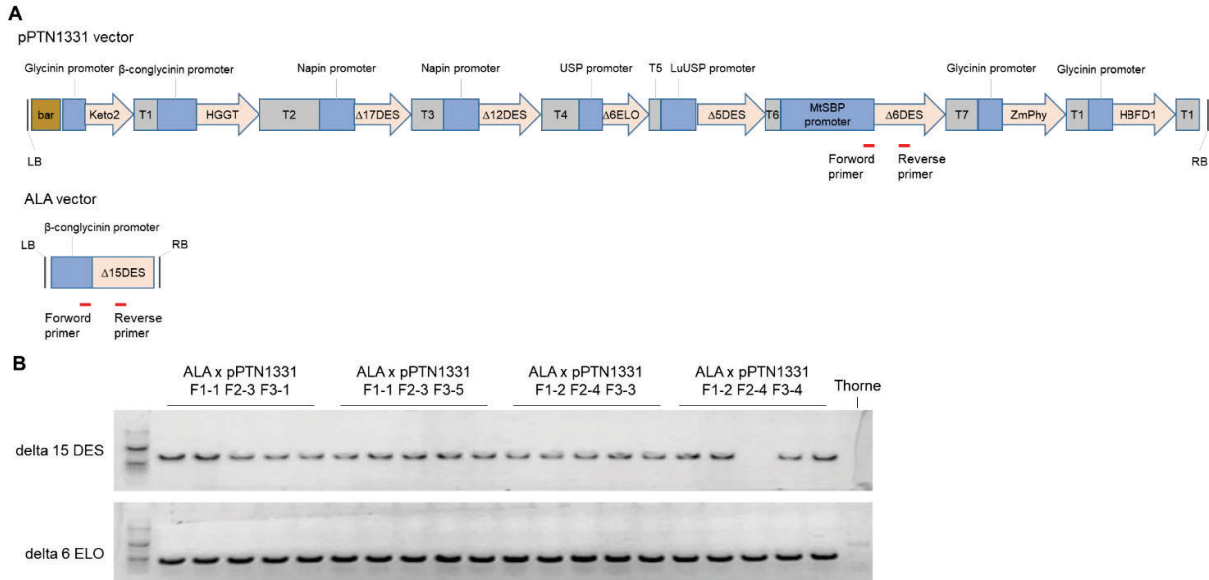 A
pPTN1331 vector
Glycinin promoter β-conglycinin promoter Napin promoter Napin promoter USP promoter T5 LuUSP promoter Glycinin promoter Glycinin promoter
bar Keto2 T1 HGGT T2 Δ17DES T3 Δ12DES T4 Δ6ELO Δ5DES T6 MtSBP promoter Δ6DES T7 ZmPhy T1 HBFD1 T1
LB RB
Forword primer Reverse primer
ALA vector
β-conglycinin promoter
LB RB
Δ15DES
Forword primer Reverse primer
B
ALA x pPTN1331 ALA x pPTN1331 ALA x pPTN1331 ALA x pPTN1331
F1-1 F2-3 F3-1 F1-1 F2-3 F3-5 F1-2 F2-4 F3-3 F1-2 F2-4 F3-4 Thorne
delta 15 DES
delta 6 ELO